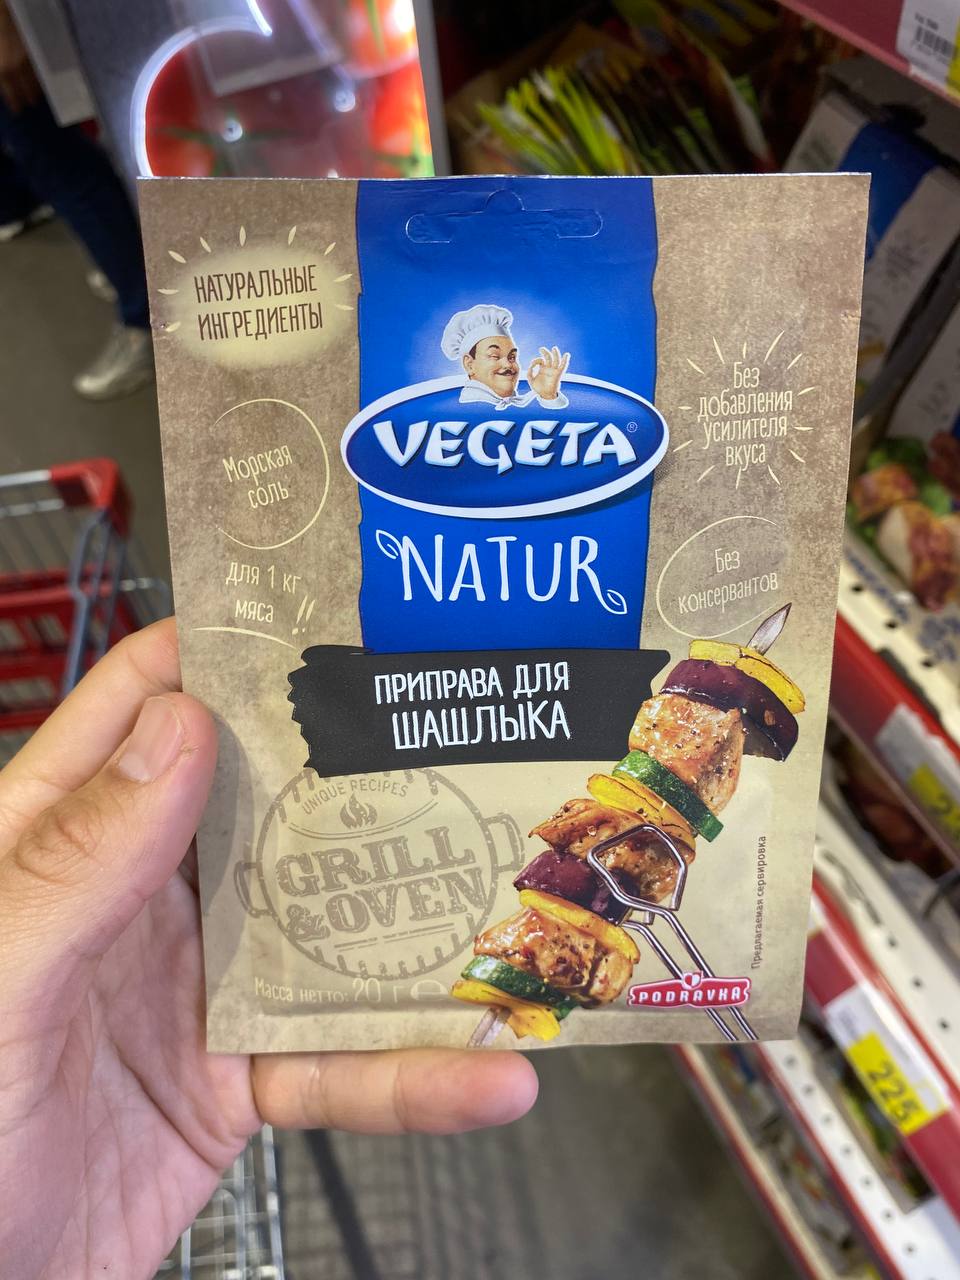 НАТУРАЛЬНЫЕ
ИНГРЕДИЕНТЫ
Морская
соль
для 1 кг
мяса !!
VEGETA®
NATUR
Без
добавления
усилителя
вкуса
Без
консервантов
ПРИПРАВА ДЛЯ
ШАШЛЫКА
UNIQUE RECIPES
GRILL
&OVEN
Масса нетто: 20 г ℮
Предлагаемая сервировка
PODRAVKA
225